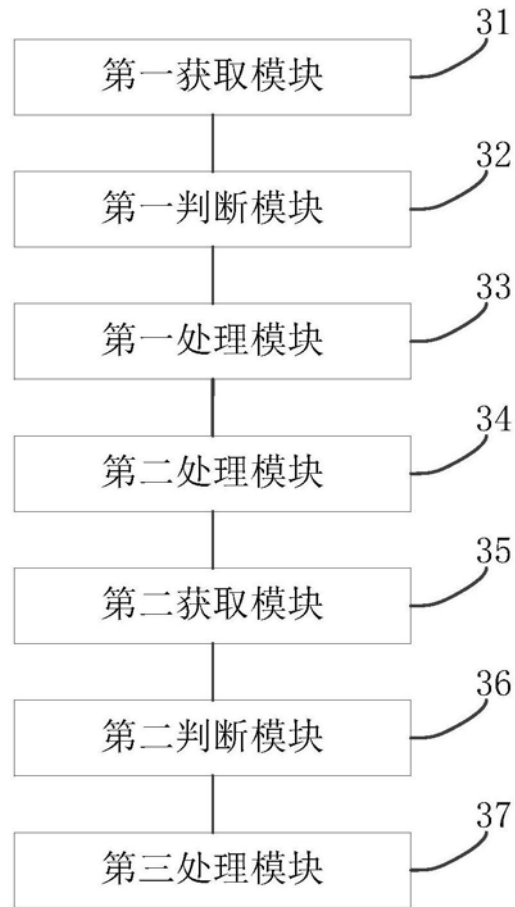 31
第一获取模块
32
第一判断模块
33
第一处理模块
34
第二处理模块
35
第二获取模块
36
第二判断模块
37
第三处理模块